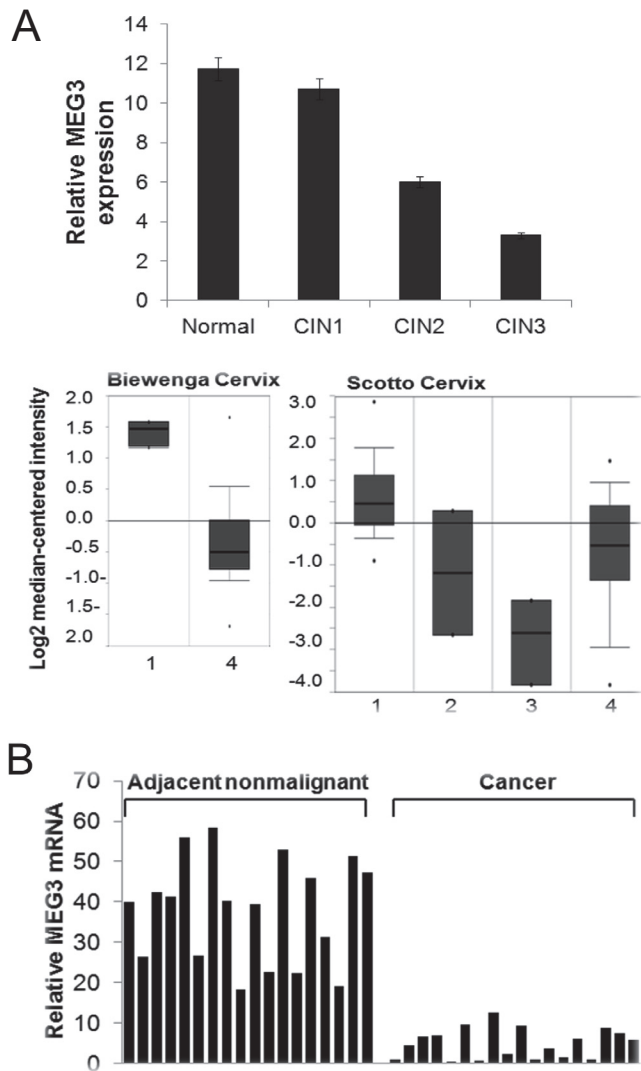 A
Relative MEG3
expression
14
12
10
8
6
4
2
0
Normal CIN1 CIN2 CIN3
Biewenga Cervix
Log2 median-centered intensity
2.0
1.5
1.0
0.5
0.0
-0.5
-1.0-
1.5-
2.0
1 4
Scotto Cervix
3.0
2.0
1.0
0.0
-1.0
-2.0
-3.0
-4.0
1 2 3 4
B
Relative MEG3 mRNA
70
60
50
40
30
20
10
0
Adjacent nonmalignant
Cancer